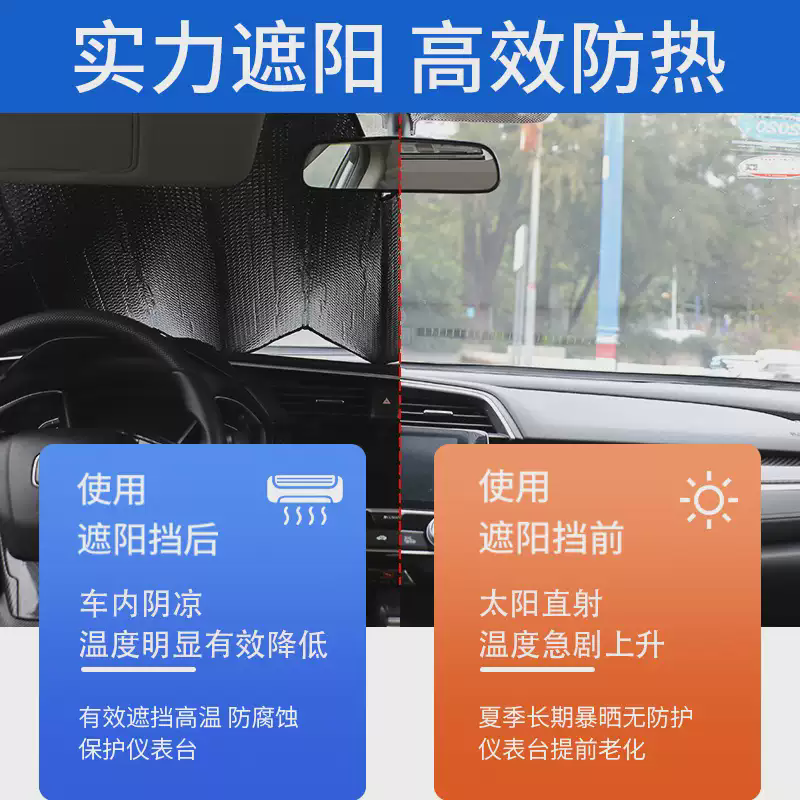 实力遮阳 高效防热
使用
遮阳挡后
车内阴凉
温度明显有效降低
有效遮挡高温 防腐蚀
保护仪表台
使用
遮阳挡前
太阳直射
温度急剧上升
夏季长期暴晒无防护
仪表台提前老化